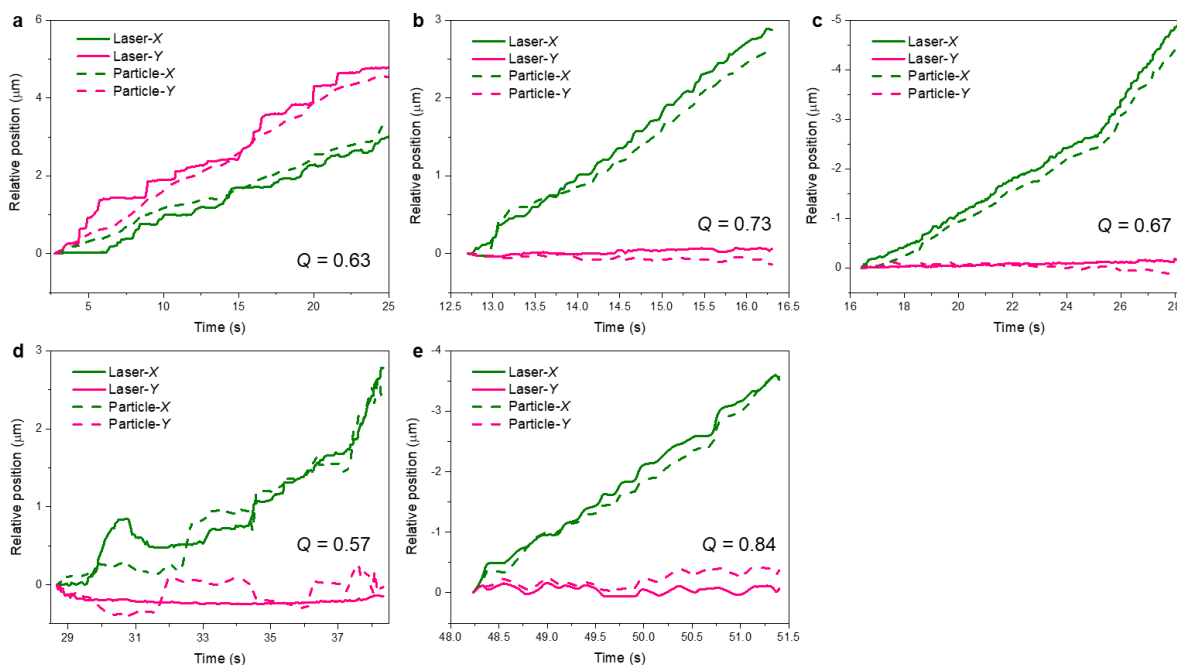 a
Laser-X
Laser-Y
Particle-X
Particle-Y
Relative position (μm)
6
4
2
0
5
10
15
20
25
Time (s)
Q = 0.63
b
Laser-X
Laser-Y
Particle-X
Particle-Y
Relative position (μm)
3
2
1
0
12.5
13.0
13.5
14.0
14.5
15.0
15.5
16.0
16.5
Time (s)
Q = 0.73
c
Laser-X
Laser-Y
Particle-X
Particle-Y
Relative position (μm)
-5
-4
-3
-2
-1
0
16
18
20
22
24
26
28
Time (s)
Q = 0.67
d
Laser-X
Laser-Y
Particle-X
Particle-Y
Relative position (μm)
3
2
1
0
29
31
33
35
37
Time (s)
Q = 0.57
e
Laser-X
Laser-Y
Particle-X
Particle-Y
Relative position (μm)
-4
-3
-2
-1
0
48.0
48.5
49.0
49.5
50.0
50.5
51.0
51.5
Time (s)
Q = 0.84